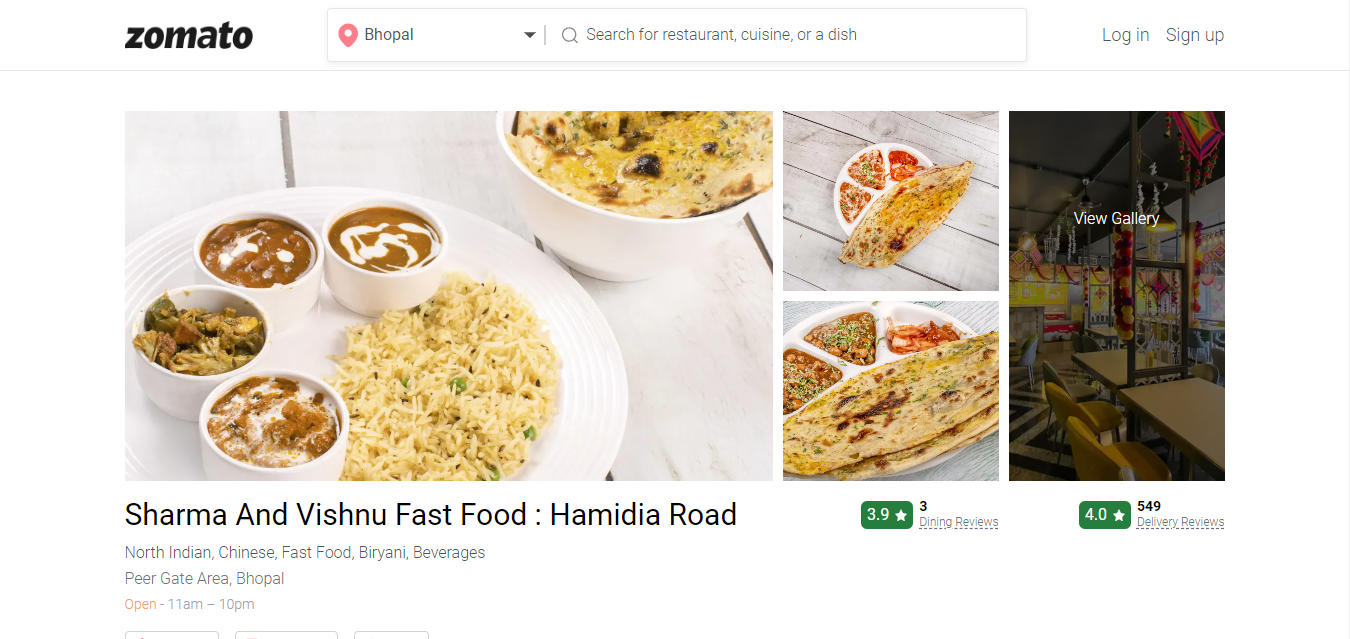 zomato
Bhopal
Search for restaurant, cuisine, or a dish
Log in
Sign up
View Gallery
Sharma And Vishnu Fast Food : Hamidia Road
3.9 ★
3
Dining Reviews
4.0 ★
549
Delivery Reviews
North Indian, Chinese, Fast Food, Biryani, Beverages
Peer Gate Area, Bhopal
Open - 11am – 10pm